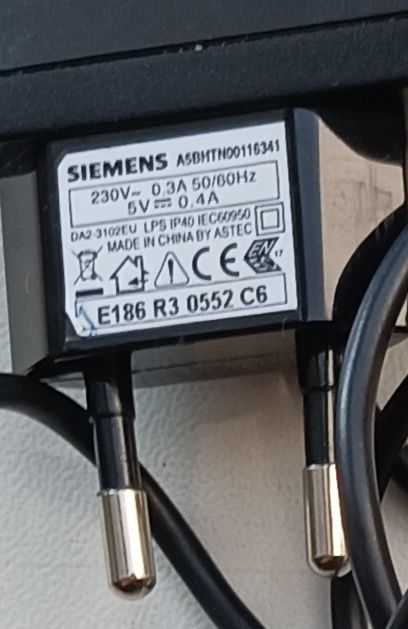 SIEMENS A5BHTN00116341
230V~ 0,3A 50/60Hz
5V⎓ 0,4A
DA2-3102EU LPS IP40 IEC60950
MADE IN CHINA BY ASTEC
CE 17
E186 R3 0552 C6